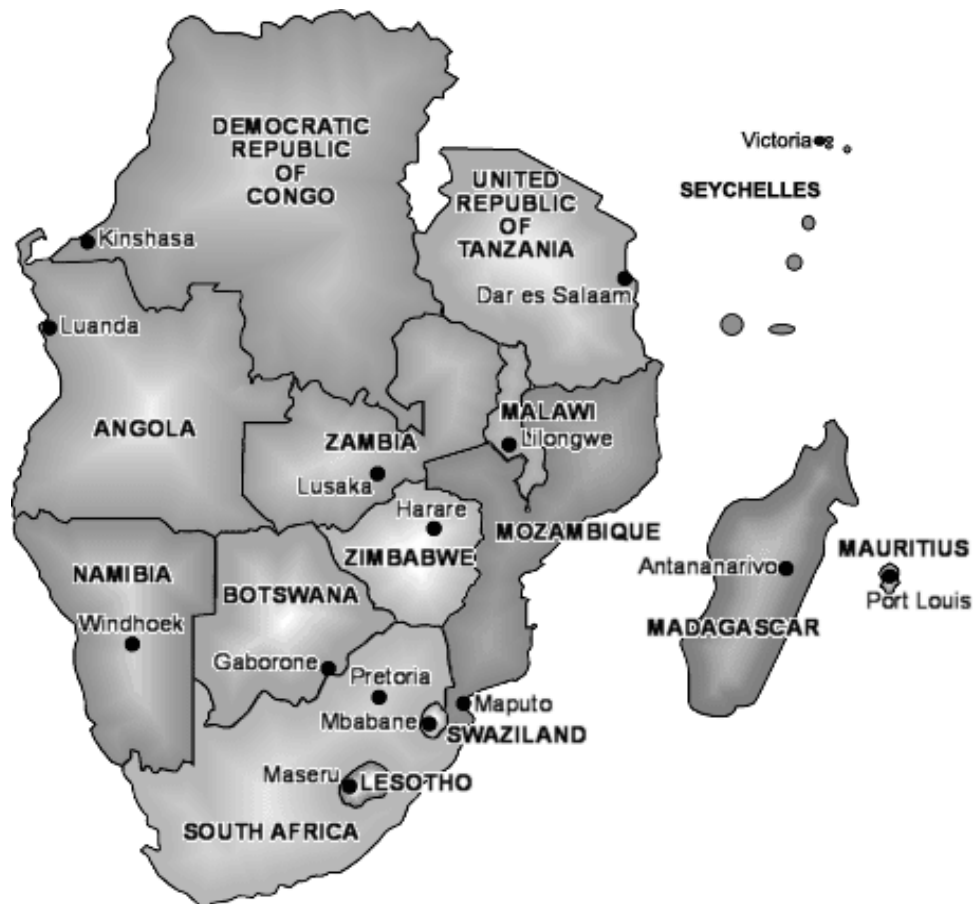 DEMOCRATIC
REPUBLIC
OF
CONGO
Kinshasa
UNITED
REPUBLIC
OF
TANZANIA
Dar es Salaam
Victoria
SEYCHELLES
Luanda
ANGOLA
ZAMBIA
Lusaka
MALAWI
Lilongwe
Harare
ZIMBABWE
MOZAMBIQUE
NAMIBIA
Windhoek
BOTSWANA
Gaborone
Antananarivo
MADAGASCAR
MAURITIUS
Port Louis
Pretoria
Mbabane
Maputo
SWAZILAND
Maseru
LESOTHO
SOUTH AFRICA